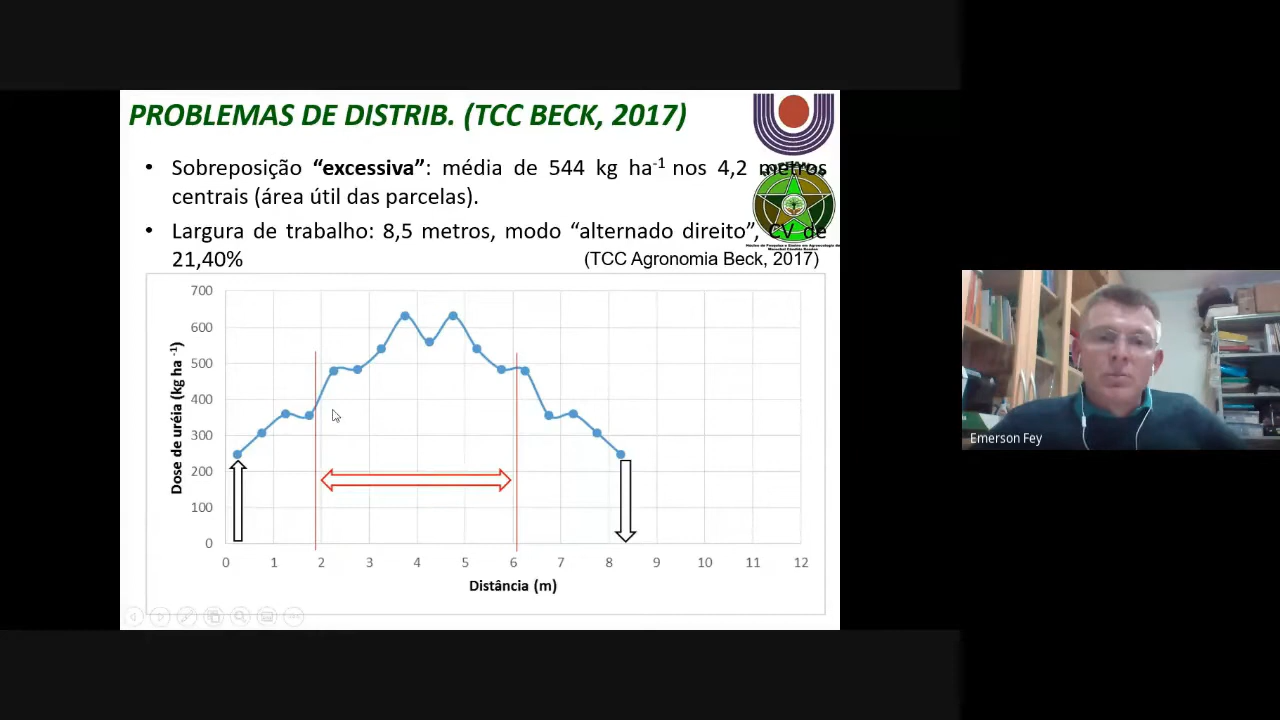 PROBLEMAS DE DISTRIB. (TCC BECK, 2017)
• Sobreposição “excessiva”: média de 544 kg ha⁻¹ nos 4,2 metros
centrais (área útil das parcelas).
• Largura de trabalho: 8,5 metros, modo “alternado direito”, CV de
21,40%
(TCC Agronomia Beck, 2017)
700
600
500
400
300
200
100
0
Dose de uréia (kg ha ⁻¹)
0 1 2 3 4 5 6 7 8 9 10 11 12
Distância (m)
Emerson Fey